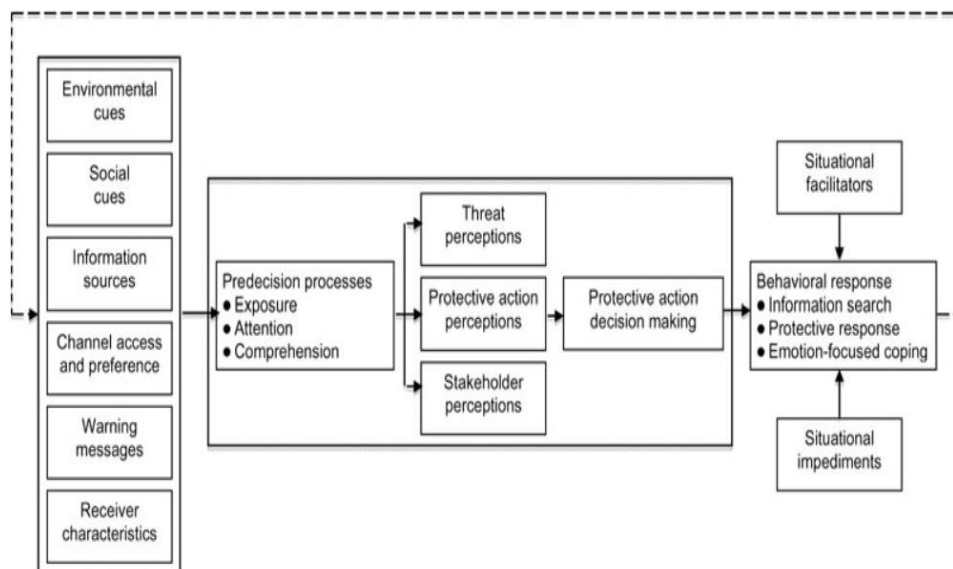 Environmental
cues
Social
cues
Information
sources
Channel access
and preference
Warning
messages
Receiver
characteristics
Predecision processes
● Exposure
● Attention
● Comprehension
Threat
perceptions
Protective action
perceptions
Stakeholder
perceptions
Protective action
decision making
Situational
facilitators
Behavioral response
● Information search
● Protective response
● Emotion-focused coping
Situational
impediments